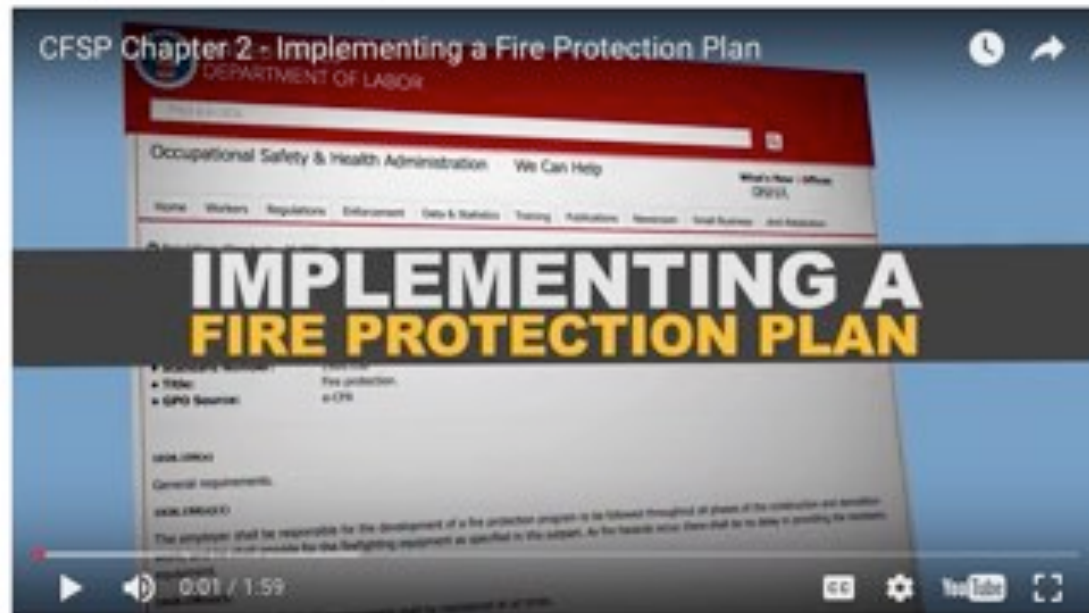 CFSP Chapter 2 - Implementing a Fire Protection Plan
DEPARTMENT OF LABOR
Occupational Safety & Health Administration We Can Help
Home Workers Regulations Enforcement Data & Statistics Training Publications Newsroom Small Business
IMPLEMENTING A
FIRE PROTECTION PLAN
Title: Fire protection.
GPO Source: e-CFR
General requirements.
The employer shall be responsible for the development of a fire protection program to be followed throughout all phases of the construction and demolition
0:01 / 1:59
CC
YouTube